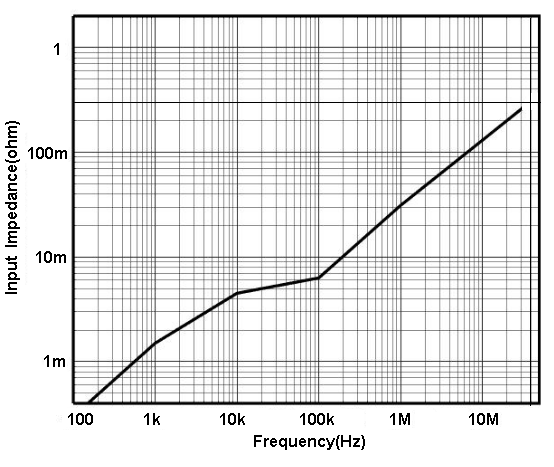 Input Impedance(ohm)
1
100m
10m
1m
100 1k 10k 100k 1M 10M
Frequency(Hz)